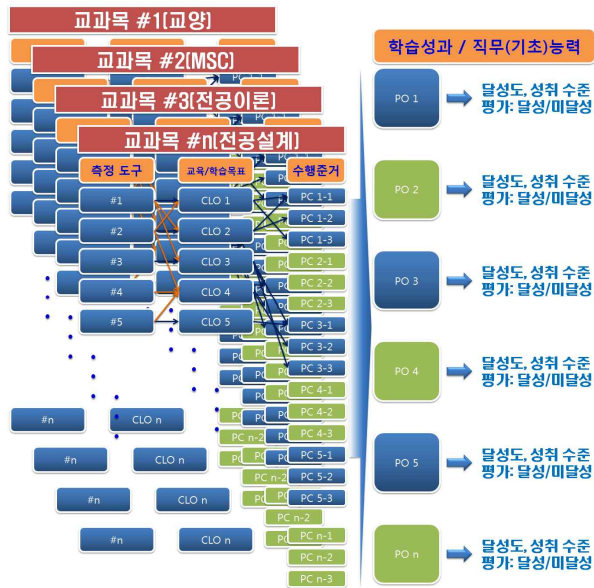 교과목 #1(교양)
교과목 #2(MSC)
교과목 #3(전공이론)
교과목 #n(전공설계)
측정 도구
교육/학습목표
수행준거
#1
CLO 1
PC 1-1
PC 1-2
#2
CLO 2
PC 1-3
#3
CLO 3
PC 2-1
PC 2-2
#4
CLO 4
PC 2-3
#5
CLO 5
PC 3-1
PC 3-2
PC 3-3
PC 4-1
PC 4-2
PC 4-3
PC 5-1
PC 5-2
PC 5-3
#n
CLO n
PC n-2
#n
CLO n
PC n-2
#n
CLO n
PC n-2
#n
CLO n
PC n-1
PC n-2
PC n-3
학습성과 / 직무(기초)능력
PO 1
달성도, 성취 수준
평가: 달성/미달성
PO 2
달성도, 성취 수준
평가: 달성/미달성
PO 3
달성도, 성취 수준
평가: 달성/미달성
PO 4
달성도, 성취 수준
평가: 달성/미달성
PO 5
달성도, 성취 수준
평가: 달성/미달성
PO n
달성도, 성취 수준
평가: 달성/미달성